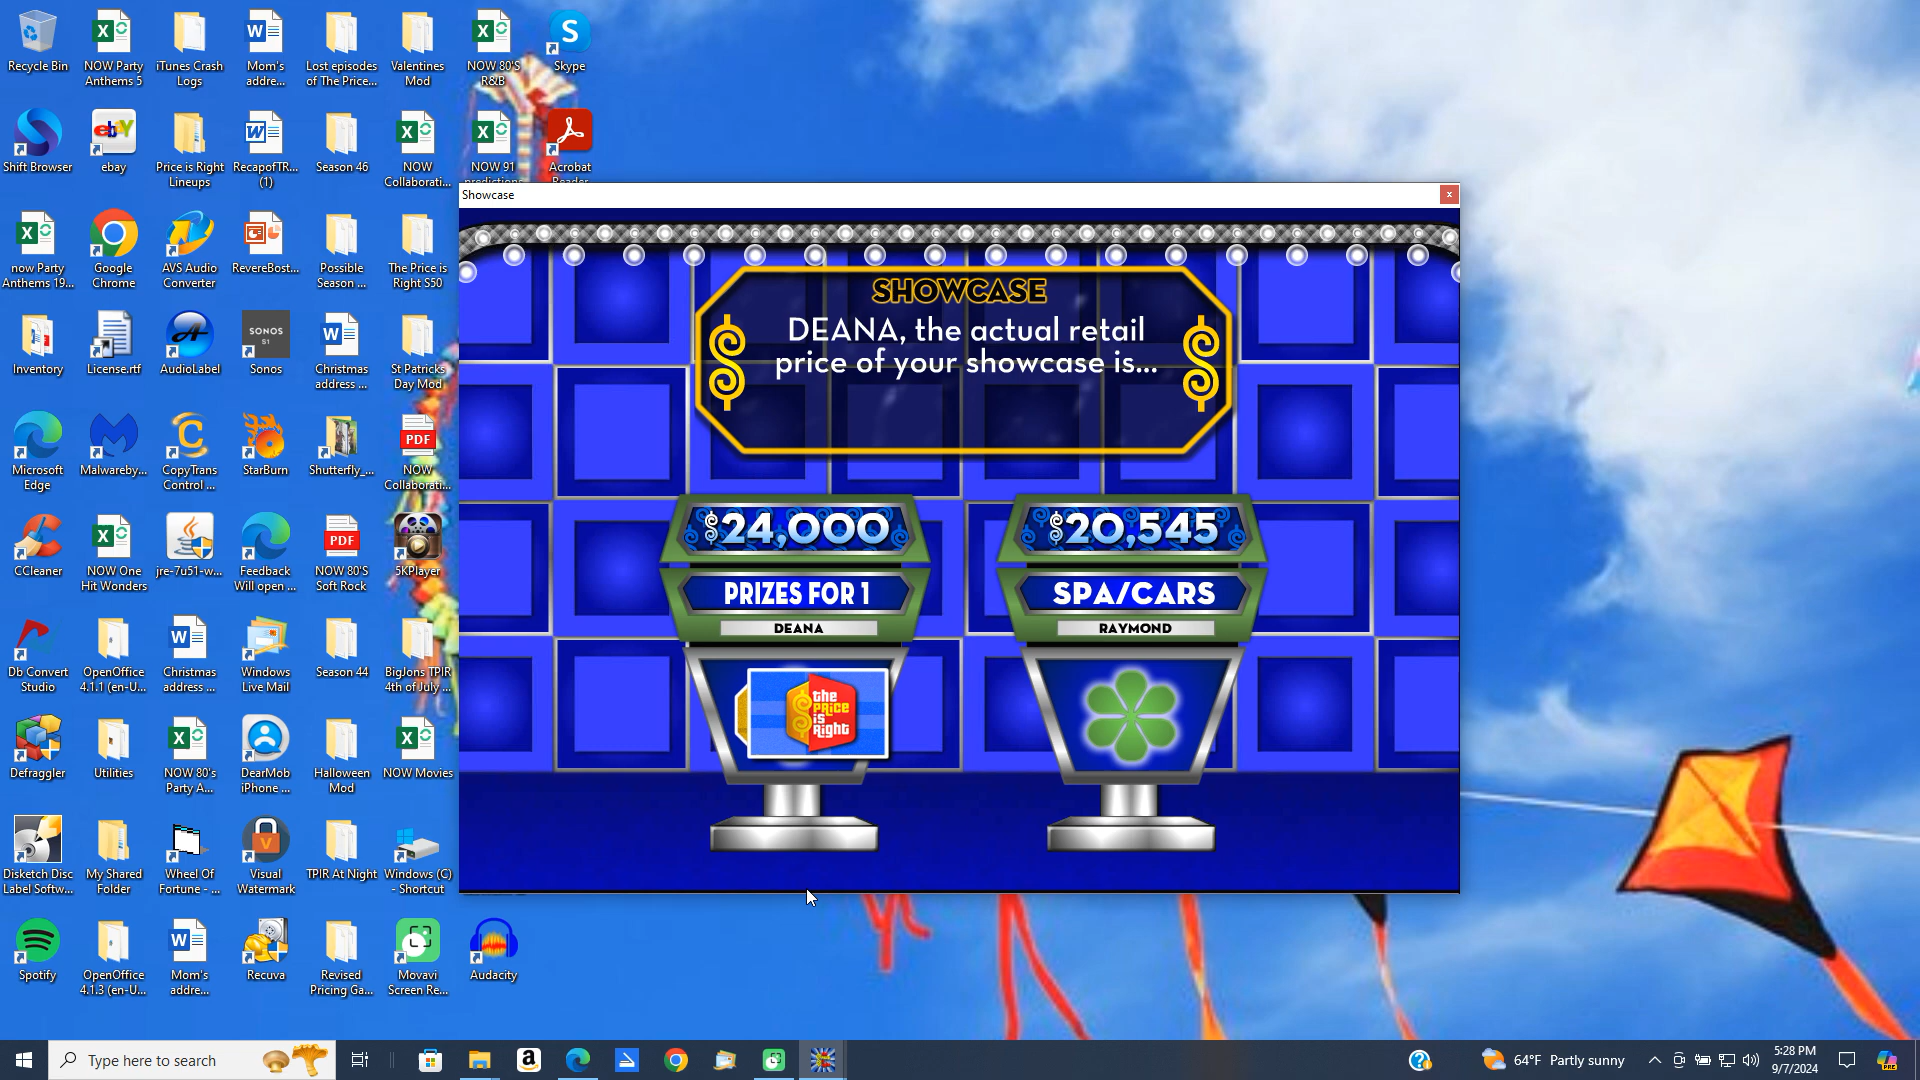 Recycle Bin
NOW Party
Anthems 5
iTunes Crash
Logs
Mom's
addre...
Lost episodes
of The Price...
Valentines
Mod
NOW 80'S
R&B
Skype
Shift Browser
ebay
Price is Right
Lineups
RecapofTR...
(1)
Season 46
NOW
Collaborati...
NOW 91
predictions
Acrobat
Reader
now Party
Anthems 19...
Google
Chrome
AVS Audio
Converter
RevereBost...
Possible
Season ...
The Price is
Right S50
Inventory
License.rtf
AudioLabel
SONOS
S1
Sonos
Christmas
address ...
St Patricks
Day Mod
Microsoft
Edge
Malwareby...
CopyTrans
Control ...
StarBurn
Shutterfly_...
PDF
NOW
Collaborati...
CCleaner
NOW One
Hit Wonders
jre-7u51-w...
Feedback
Will open ...
PDF
NOW 80'S
Soft Rock
5KPlayer
Db Convert
Studio
OpenOffice
4.1.1 (en-U...
Christmas
address ...
Windows
Live Mail
Season 44
BigJons TPIR
4th of July ...
Defraggler
Utilities
NOW 80's
Party A...
DearMob
iPhone ...
Halloween
Mod
NOW Movies
Disketch Disc
Label Softw...
My Shared
Folder
Wheel Of
Fortune - ...
Visual
Watermark
TPIR At Night
Windows (C)
- Shortcut
Spotify
OpenOffice
4.1.3 (en-U...
Mom's
addre...
Recuva
Revised
Pricing Ga...
Movavi
Screen Re...
Audacity
Showcase
SHOWCASE
DEANA, the actual retail
price of your showcase is...
$24,000
PRIZES FOR 1
DEANA
the
PRICE
is
Right
$20,545
SPA/CARS
RAYMOND
Type here to search
64°F Partly sunny
5:28 PM
9/7/2024